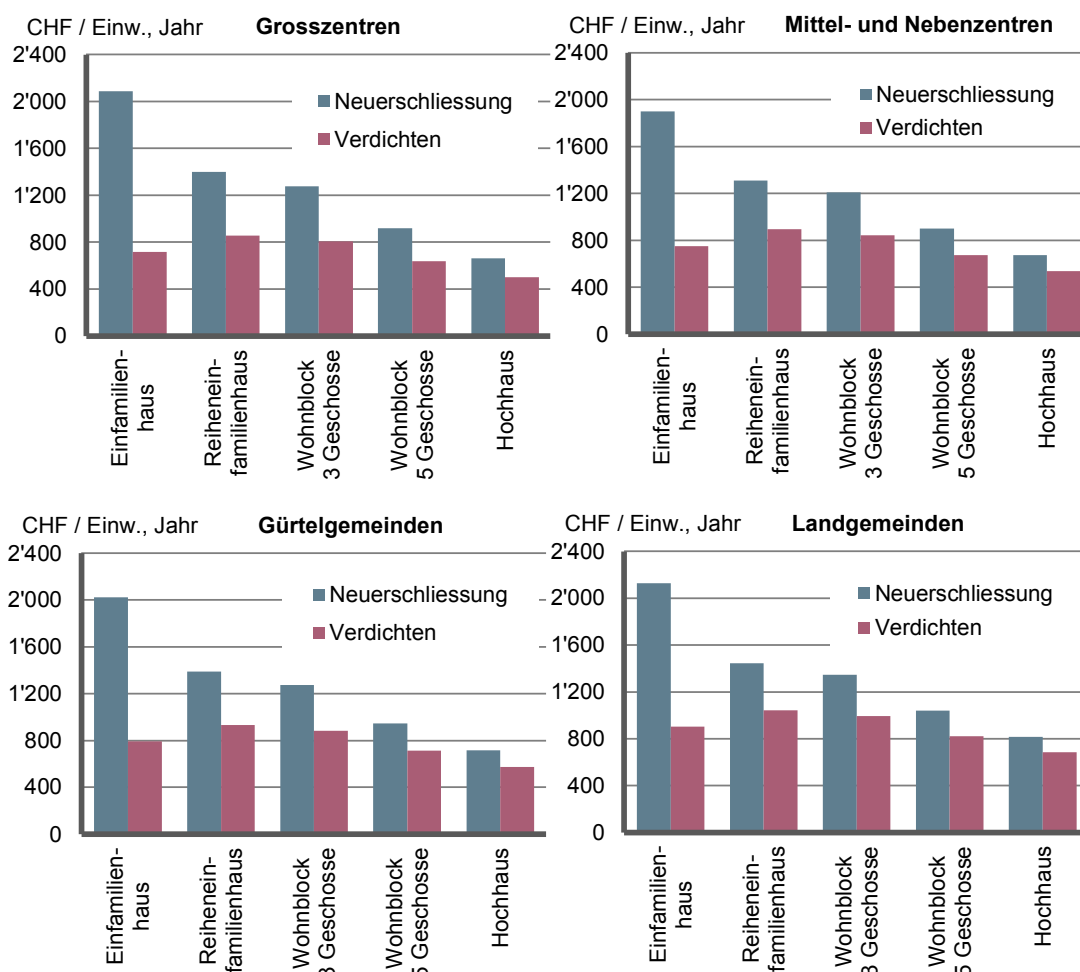 CHF / Einw., Jahr Grosszentren
2'400
2'000
1'600
1'200
800
400
0
Neuerschliessung
Verdichten
Einfamilien-
haus
Reihenein-
familienhaus
Wohnblock
3 Geschosse
Wohnblock
5 Geschosse
Hochhaus
CHF / Einw., Jahr Mittel- und Nebenzentren
2'400
2'000
1'600
1'200
800
400
0
Neuerschliessung
Verdichten
Einfamilien-
haus
Reihenein-
familienhaus
Wohnblock
3 Geschosse
Wohnblock
5 Geschosse
Hochhaus
CHF / Einw., Jahr Gürtelgemeinden
2'400
2'000
1'600
1'200
800
400
0
Neuerschliessung
Verdichten
Einfamilien-
haus
Reihenein-
familienhaus
Wohnblock
3 Geschosse
Wohnblock
5 Geschosse
Hochhaus
CHF / Einw., Jahr Landgemeinden
2'400
2'000
1'600
1'200
800
400
0
Neuerschliessung
Verdichten
Einfamilien-
haus
Reihenein-
familienhaus
Wohnblock
3 Geschosse
Wohnblock
5 Geschosse
Hochhaus